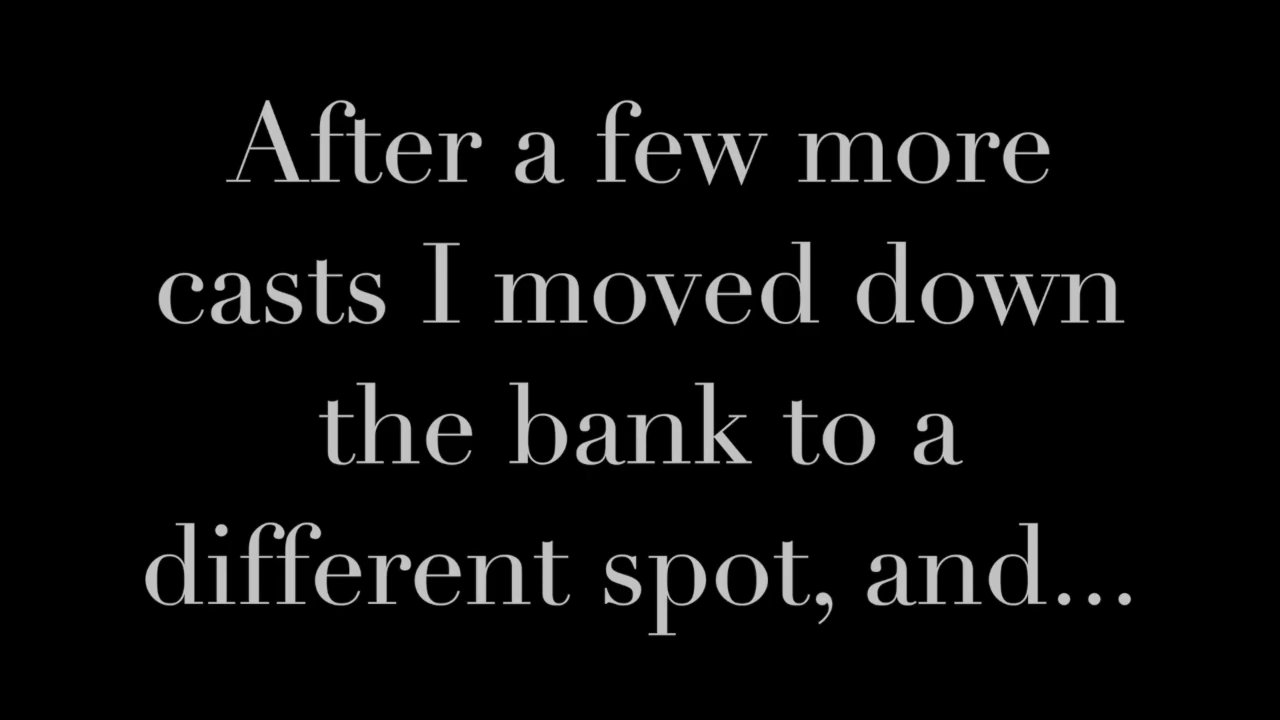 After a few more
casts I moved down
the bank to a
different spot, and...